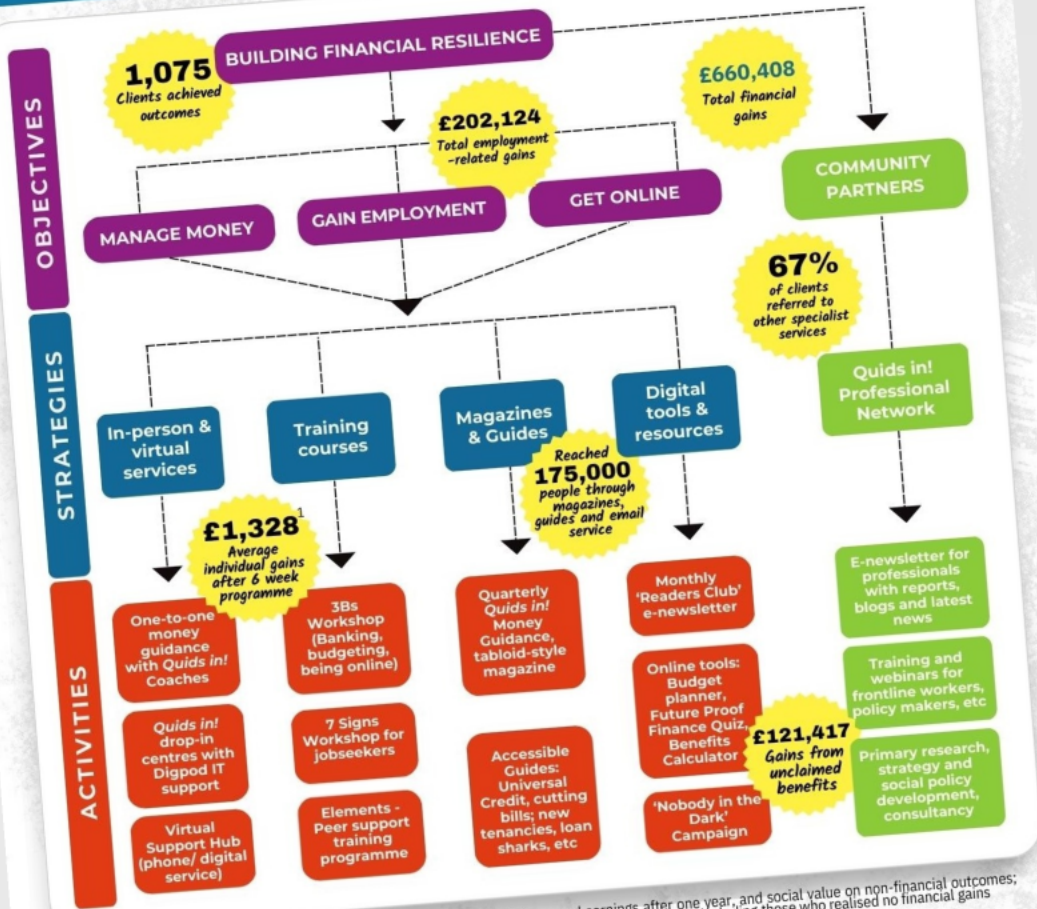 BUILDING FINANCIAL RESILIENCE
1,075
Clients achieved
outcomes
£202,124
Total employment
-related gains
£660,408
Total financial
gains
OBJECTIVES
MANAGE MONEY
GAIN EMPLOYMENT
GET ONLINE
COMMUNITY
PARTNERS
67%
of clients
referred to
other specialist
services
STRATEGIES
In-person &
virtual
services
Training
courses
Magazines
& Guides
Digital
tools &
resources
Quids in!
Professional
Network
£1,328¹
Average
individual gains
after 6 week
programme
Reached
175,000
people through
magazines,
guides and email
service
ACTIVITIES
One-to-one
money
guidance
with Quids in!
Coaches
Quids in!
drop-in
centres with
Digpod IT
support
Virtual
Support Hub
(phone/ digital
service)
3Bs
Workshop
(Banking,
budgeting,
being online)
7 Signs
Workshop for
jobseekers
Elements -
Peer support
training
programme
Quarterly
Quids in!
Money
Guidance,
tabloid-style
magazine
Accessible
Guides:
Universal
Credit, cutting
bills; new
tenancies, loan
sharks, etc
Monthly
‘Readers Club’
e-newsletter
Online tools:
Budget
planner,
Future Proof
Finance Quiz,
Benefits
Calculator
‘Nobody in the
Dark’
Campaign
£121,417
Gains from
unclaimed
benefits
E-newsletter for
professionals
with reports,
blogs and latest
news
Training and
webinars for
frontline workers,
policy makers, etc
Primary research,
strategy and
social policy
development,
consultancy
earnings after one year, and social value on non-financial outcomes;
those who realised no financial gains